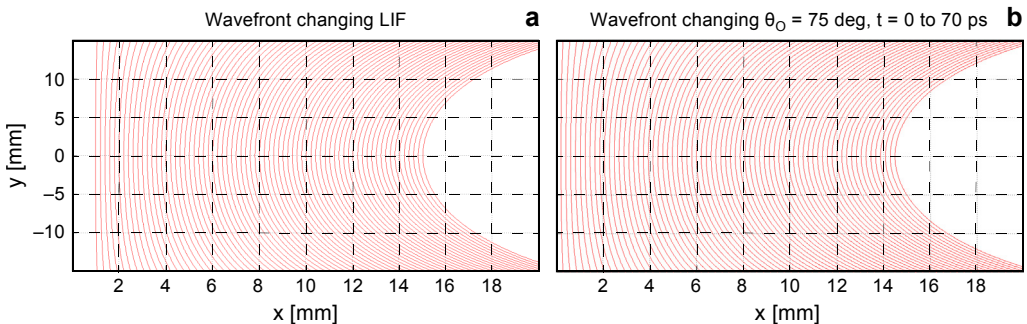 Wavefront changing LIF a
Wavefront changing θ_O = 75 deg, t = 0 to 70 ps b
10
5
0
−5
−10
y [mm]
2 4 6 8 10 12 14 16 18
2 4 6 8 10 12 14 16 18
x [mm]
x [mm]